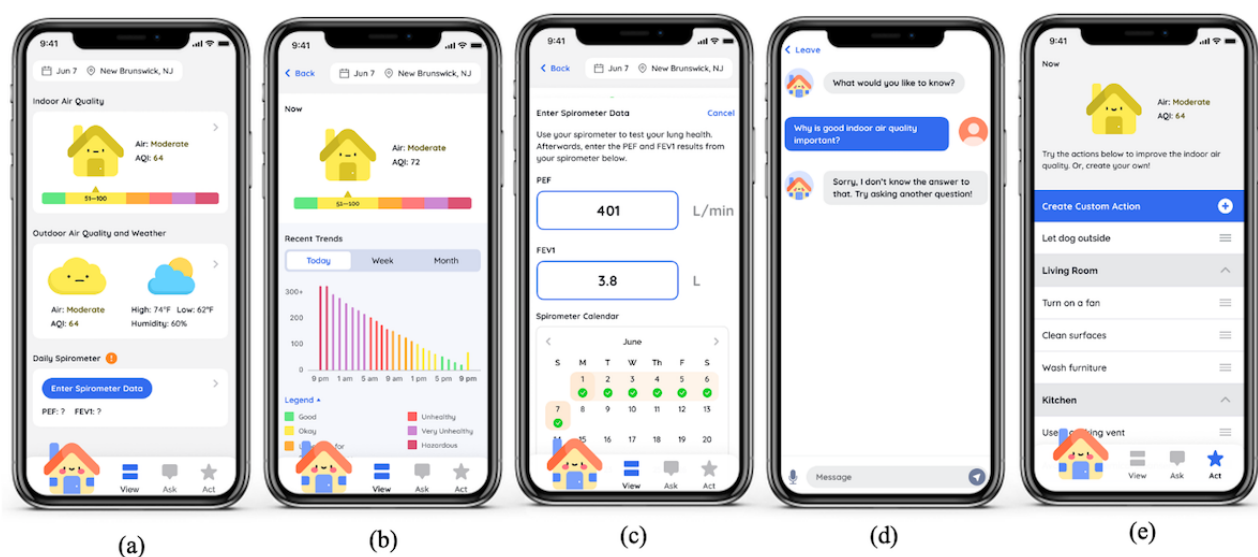 9:41
Jun 7 New Brunswick, NJ
Indoor Air Quality
Air: Moderate
AQI: 64
51—100
Outdoor Air Quality and Weather
Air: Moderate
AQI: 64
High: 74°F Low: 62°F
Humidity: 60%
Daily Spirometer !
Enter Spirometer Data
PEF: ? FEV1: ?
View Ask Act
(a)
9:41
Back Jun 7 New Brunswick, NJ
Now
Air: Moderate
AQI: 72
51—100
Recent Trends
Today Week Month
300+
200
100
0
9 pm 1 am 5 am 9 am 1 pm 5 pm 9 pm
Legend
Good
Okay
for
Unhealthy
Very Unhealthy
Hazardous
View Ask Act
(b)
9:41
Back Jun 7 New Brunswick, NJ
Enter Spirometer Data Cancel
Use your spirometer to test your lung health.
Afterwards, enter the PEF and FEV1 results from
your spirometer below.
PEF
401 L/min
FEV1
3.8 L
Spirometer Calendar
June
S M T W Th F S
1 2 3 4 5 6
7 8 9 10 11 12 13
15 16 17 18 19 20
View Ask Act
(c)
9:41
Leave
What would you like to know?
Why is good indoor air quality
important?
Sorry, I don't know the answer to
that. Try asking another question!
Message
(d)
9:41
Now
Air: Moderate
AQI: 64
Try the actions below to improve the indoor air
quality. Or, create your own!
Create Custom Action
Let dog outside
Living Room
Turn on a fan
Clean surfaces
Wash furniture
Kitchen
vent
View Ask Act
(e)